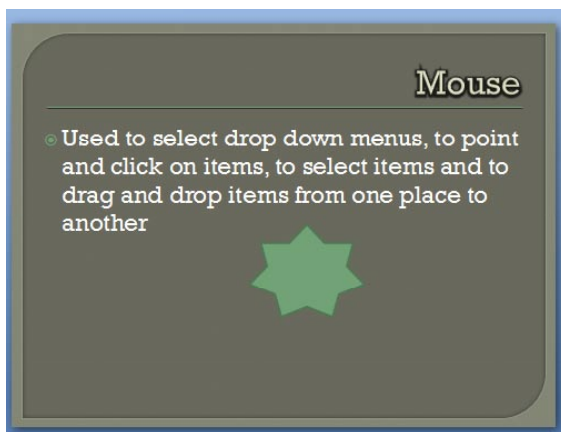 Mouse
Used to select drop down menus, to point
and click on items, to select items and to
drag and drop items from one place to
another